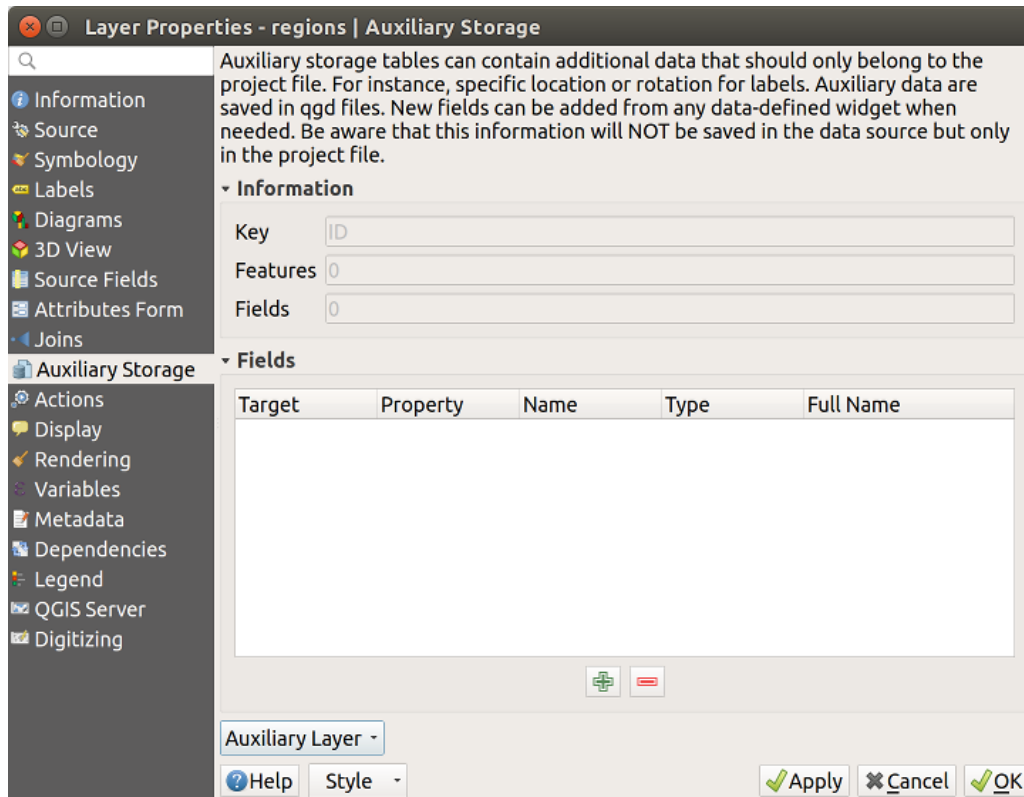 Layer Properties - regions | Auxiliary Storage
Information
Source
Symbology
Labels
Diagrams
3D View
Source Fields
Attributes Form
Joins
Auxiliary Storage
Actions
Display
Rendering
Variables
Metadata
Dependencies
Legend
QGIS Server
Digitizing
Auxiliary storage tables can contain additional data that should only belong to the
project file. For instance, specific location or rotation for labels. Auxiliary data are
saved in qgd files. New fields can be added from any data-defined widget when
needed. Be aware that this information will NOT be saved in the data source but only
in the project file.
Information
Key ID
Features 0
Fields 0
Fields
Target Property Name Type Full Name
Auxiliary Layer
Help Style Apply Cancel OK